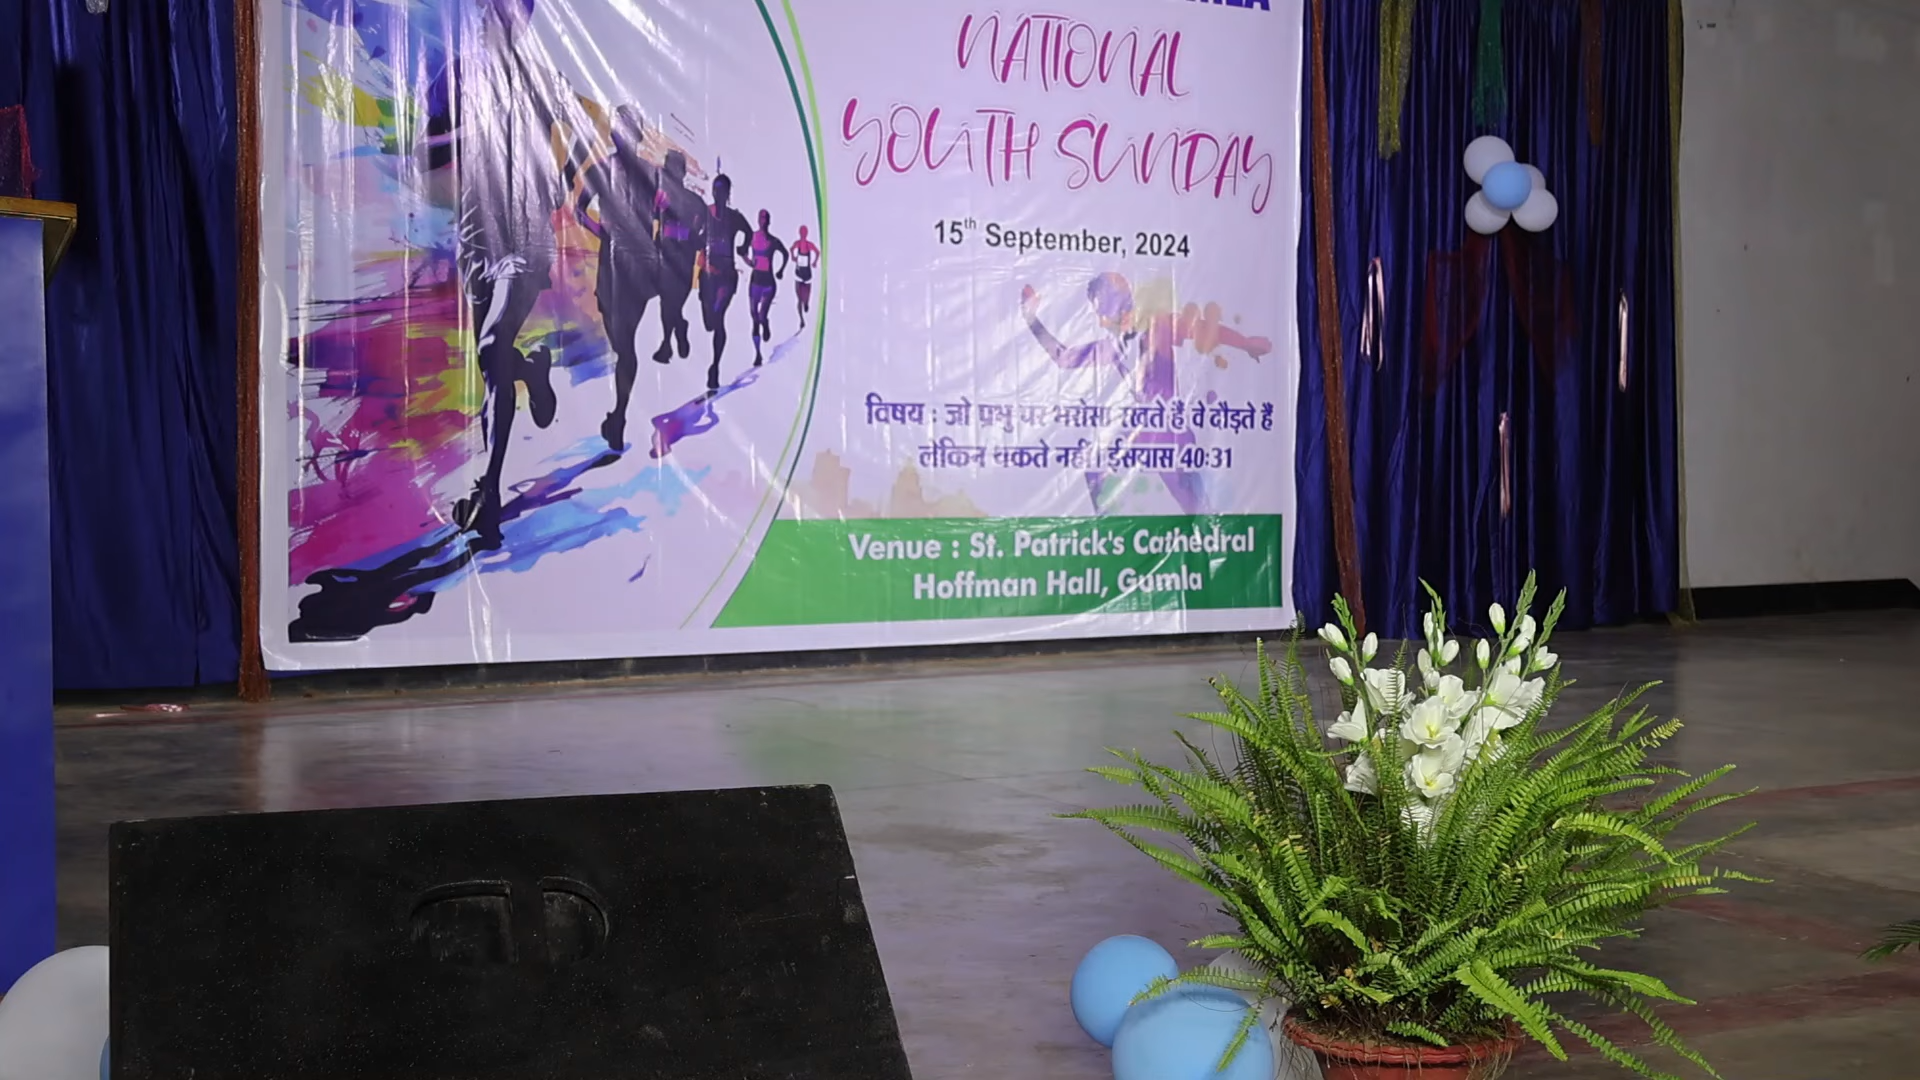 NATIONAL
YOUTH SUNDAY
15th September, 2024
विषय : जो प्रभु पर भरोसा रखते हैं वे दौड़ते हैं
लेकिन थकते नहीं। ईसयास 40:31
Venue : St. Patrick's Cathedral
Hoffman Hall, Gumla